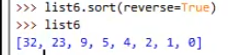 >>> list6.sort(reverse=True)
>>> list6
[32, 23, 9, 5, 4, 2, 1, 0]